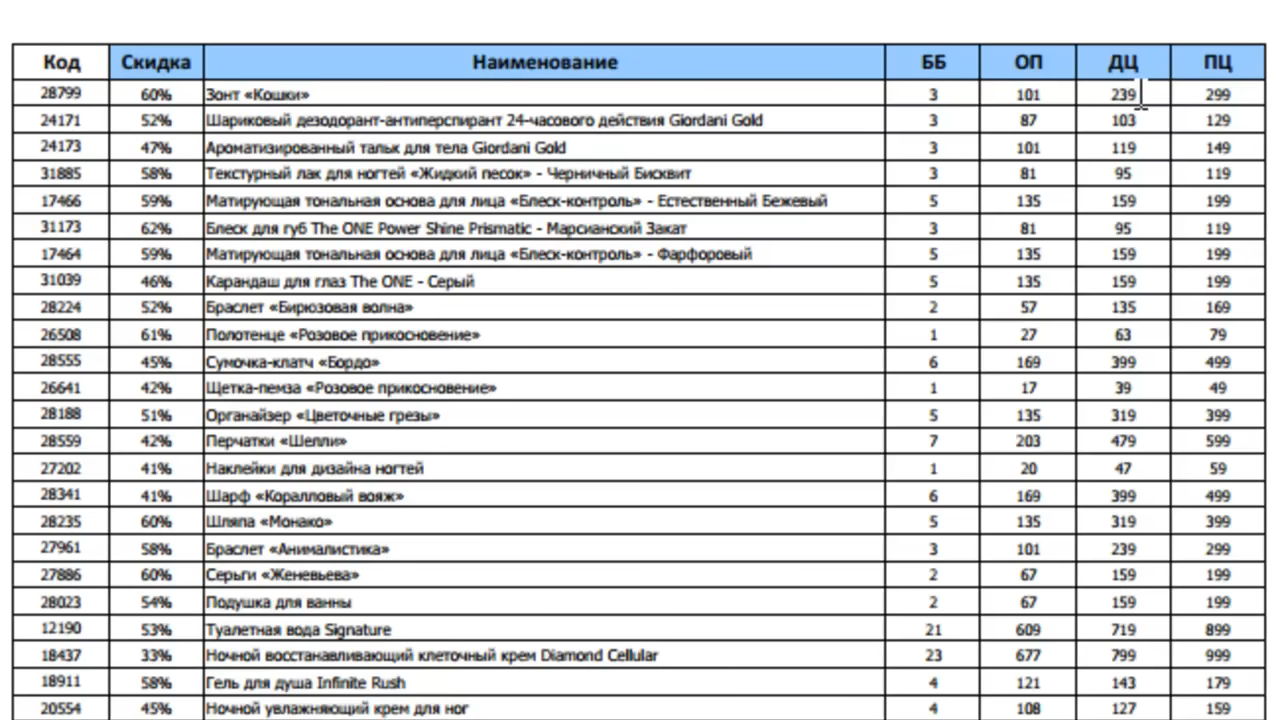 Код Скидка Наименование ББ ОП ДЦ ПЦ
28799 60% Зонт «Кошки» 3 101 239 299
24171 52% Шариковый дезодорант-антиперспирант 24-часового действия Giordani Gold 3 87 103 129
24173 47% Ароматизированный тальк для тела Giordani Gold 3 101 119 149
31885 58% Текстурный лак для ногтей «Жидкий песок» - Черничный Бисквит 3 81 95 119
17466 59% Матирующая тональная основа для лица «Блеск-контроль» - Естественный Бежевый 5 135 159 199
31173 62% Блеск для губ The ONE Power Shine Prismatic - Марсианский Закат 3 81 95 119
17464 59% Матирующая тональная основа для лица «Блеск-контроль» - Фарфоровый 5 135 159 199
31039 46% Карандаш для глаз The ONE - Серый 5 135 159 199
28224 52% Браслет «Бирюзовая волна» 2 57 135 169
26508 61% Полотенце «Розовое прикосновение» 1 27 63 79
28555 45% Сумочка-клатч «Бордо» 6 169 399 499
26641 42% Щетка-пемза «Розовое прикосновение» 1 17 39 49
28188 51% Органайзер «Цветочные грезы» 5 135 319 399
28559 42% Перчатки «Шелли» 7 203 479 599
27202 41% Наклейки для дизайна ногтей 1 20 47 59
28341 41% Шарф «Коралловый вояж» 6 169 399 499
28235 60% Шляпа «Монако» 5 135 319 399
27961 58% Браслет «Анималистика» 3 101 239 299
27886 60% Серьги «Женевьева» 2 67 159 199
28023 54% Подушка для ванны 2 67 159 199
12190 53% Туалетная вода Signature 21 609 719 899
18437 33% Ночной восстанавливающий клеточный крем Diamond Cellular 23 677 799 999
18911 58% Гель для душа Infinite Rush 4 121 143 179
20554 45% Ночной увлажняющий крем для ног 4 108 127 159